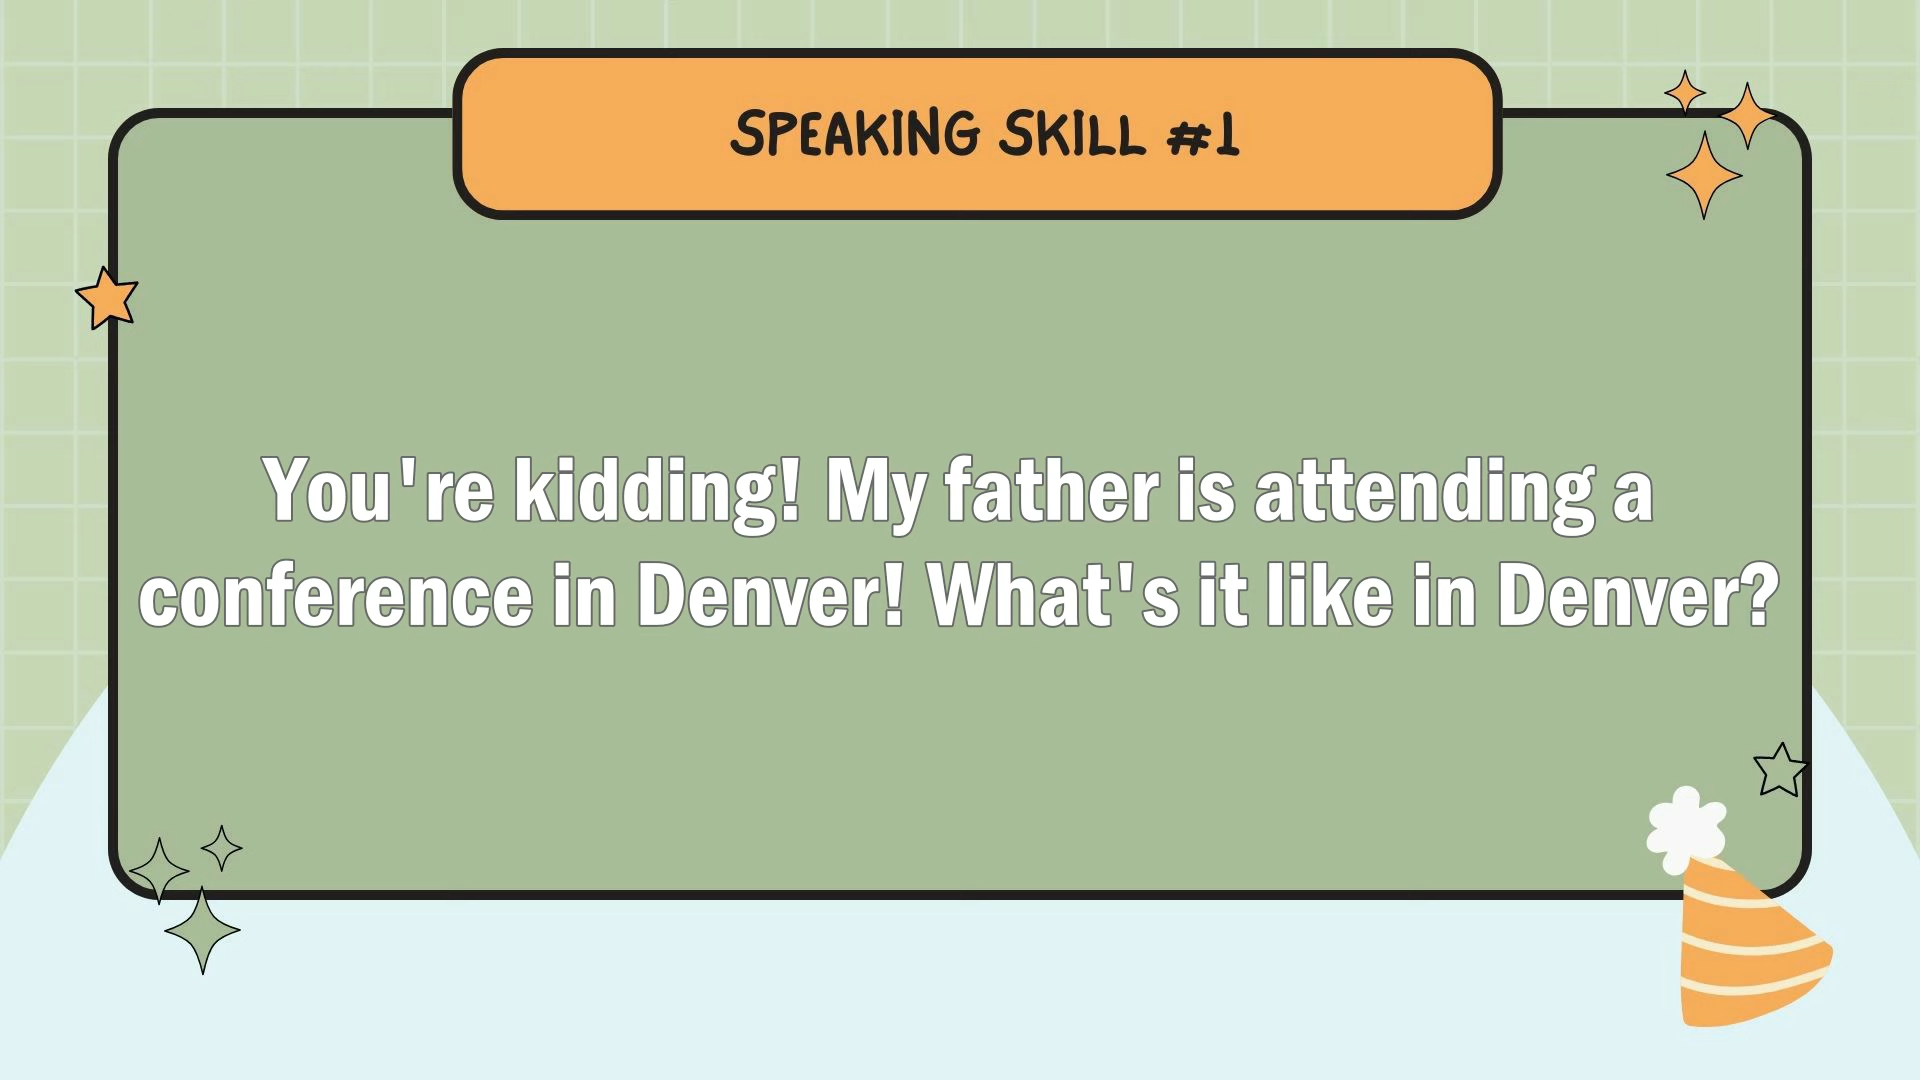 SPEAKING SKILL #1
You're kidding! My father is attending a
conference in Denver! What's it like in Denver?